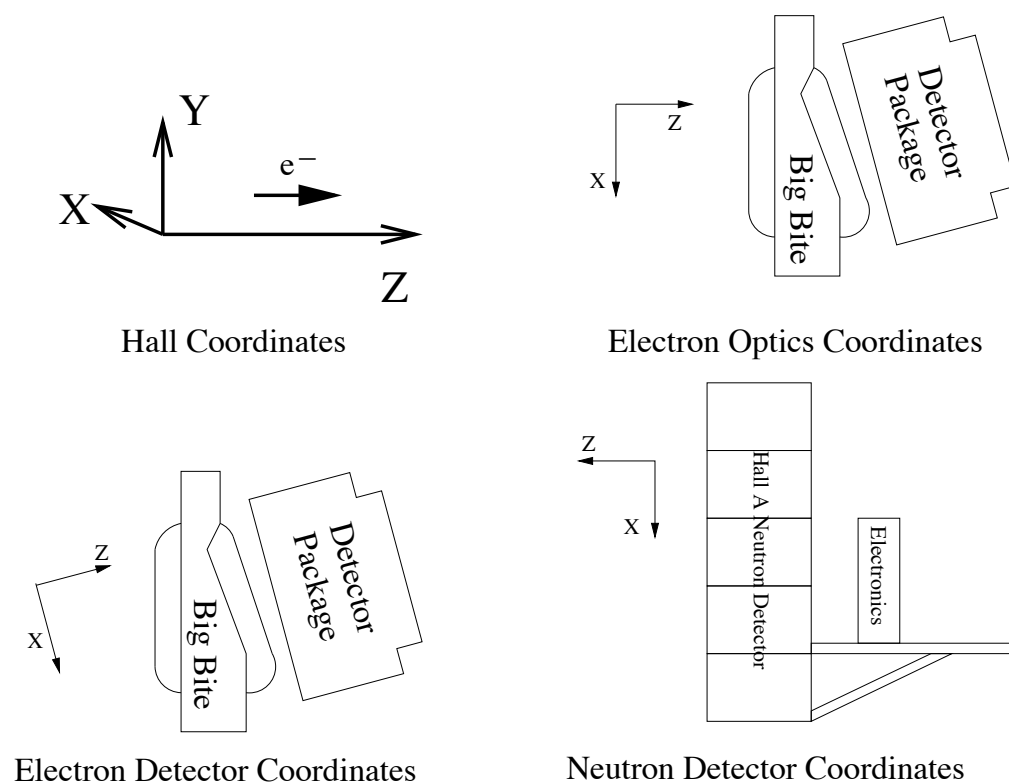 Y
e−
X
Z
Hall Coordinates
Z
X
Big Bite
Detector
Package
Electron Optics Coordinates
Z
X
Big Bite
Detector
Package
Electron Detector Coordinates
Z
X
Hall A Neutron Detector
Electronics
Neutron Detector Coordinates